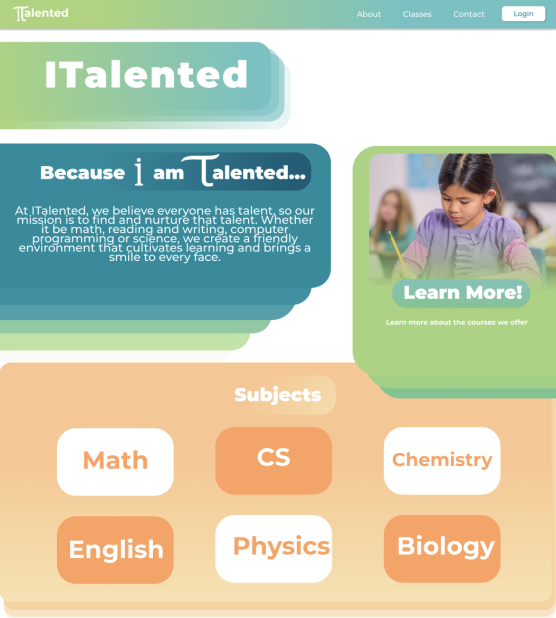 ITalented
About Classes Contact Login
ITalented
Because i am Talented...
At ITalented, we believe everyone has talent, so our
mission is to find and nurture that talent. Whether
it be math, reading and writing, computer
programming or science, we create a friendly
environment that cultivates learning and brings a
smile to every face.
Learn More!
Learn more about the courses we offer
Subjects
Math
CS
Chemistry
English
Physics
Biology